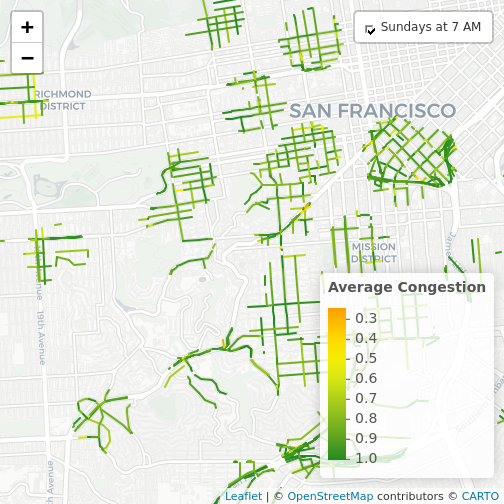 +
−
Sundays at 7 AM
RICHMOND
DISTRICT
SAN FRANCISCO
MISSION
DISTRICT
19th Avenue
Average Congestion
0.3
0.4
0.5
0.6
0.7
0.8
0.9
1.0
Avenue
Leaflet | © OpenStreetMap contributors © CARTO